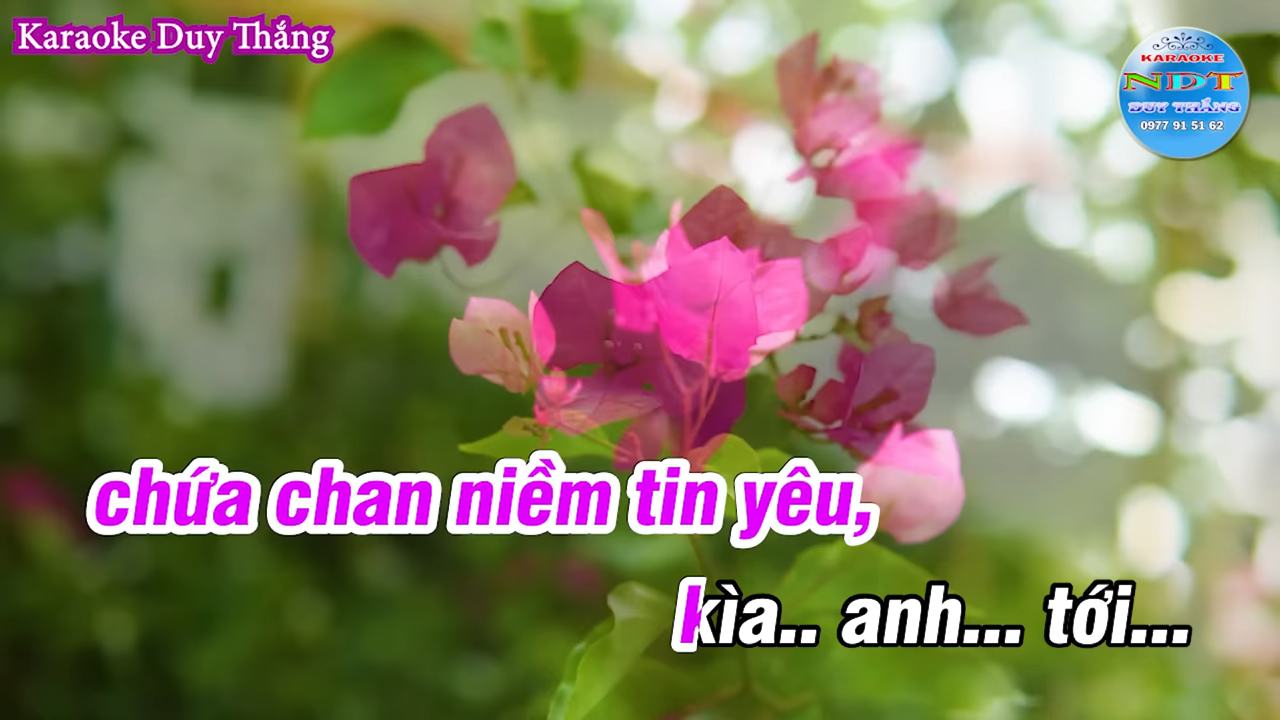 Karaoke Duy Thắng
KARAOKE
NDT
DUY THẮNG
0977 91 51 62
chứa chan niềm tin yêu,
kìa.. anh... tới...